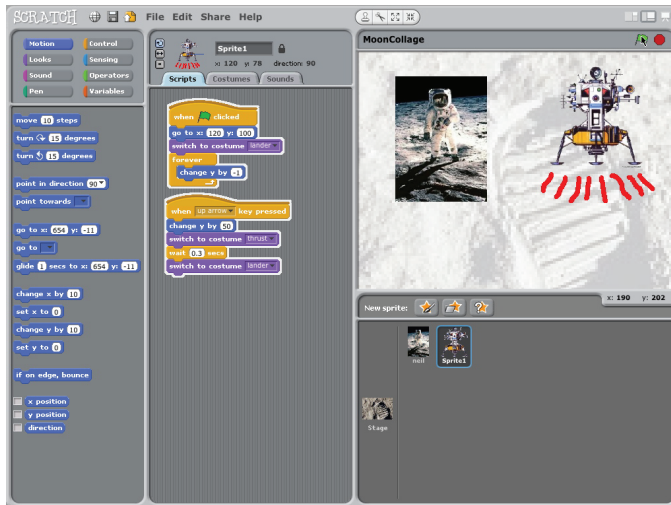 SCRATCH File Edit Share Help
Motion Control
Looks Sensing
Sound Operators
Pen Variables
move 10 steps
turn 15 degrees
turn 15 degrees
point in direction 90
point towards
go to x: 654 y: -11
go to
glide 1 secs to x: 654 y: -11
change x by 10
set x to 0
change y by 10
set y to 0
if on edge, bounce
x position
y position
direction
Sprite1
x: 120 y: 78 direction: 90
Scripts Costumes Sounds
when clicked
go to x: 120 y: 100
switch to costume lander
forever
change y by -1
when up arrow key pressed
change y by 50
switch to costume thrust
wait 0.3 secs
switch to costume lander
MoonCollage
x: 190 y: 202
New sprite:
neil Sprite1
Stage